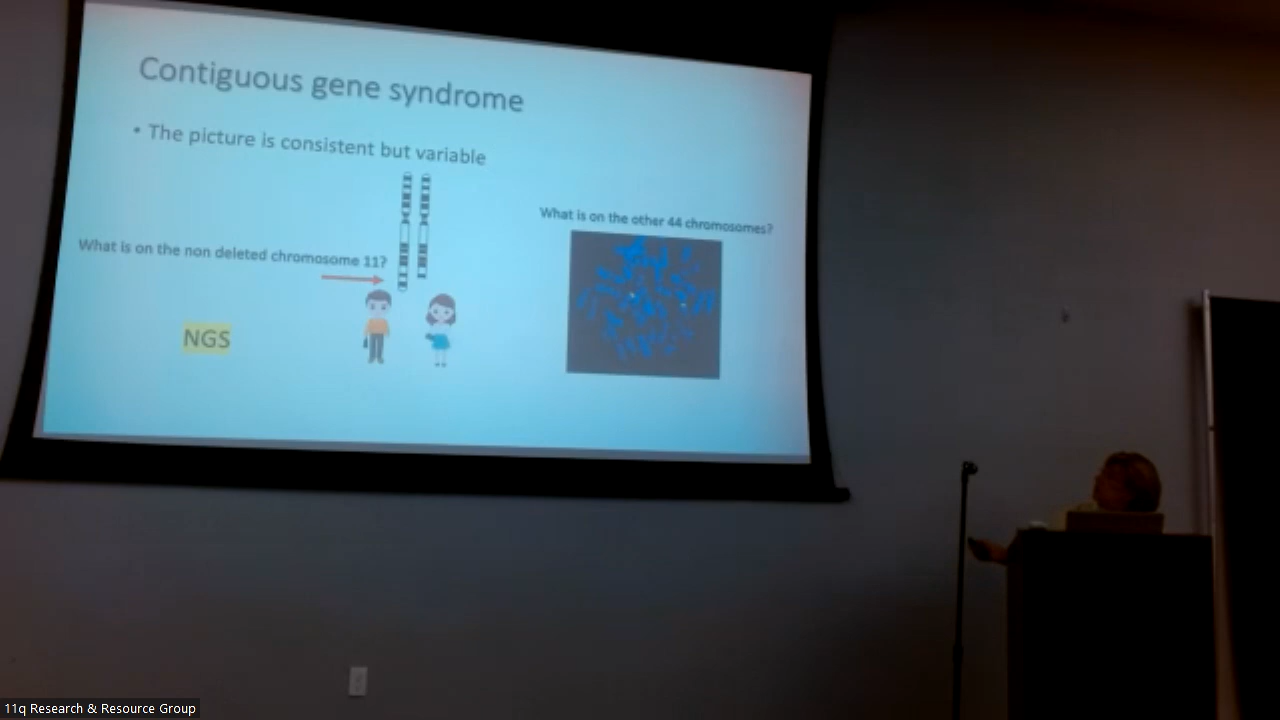 Contiguous gene syndrome
• The picture is consistent but variable
What is on the other 44 chromosomes?
What is on the non deleted chromosome 11?
NGS
11q Research & Resource Group